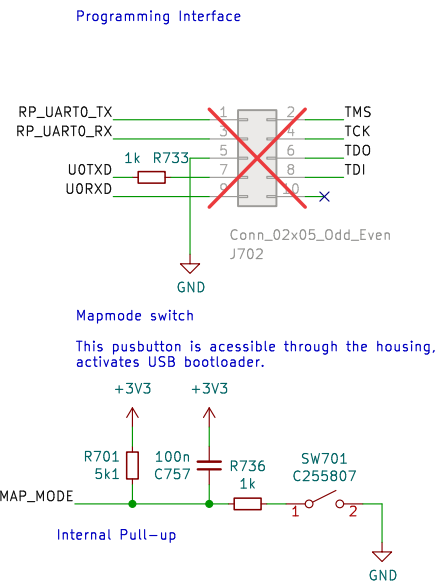 Programming Interface
RP_UART0_TX 1 2 TMS
RP_UART0_RX 3 4 TCK
1k R733 5 6 TDO
U0TXD 7 8 TDI
U0RXD 9 10
Conn_02x05_Odd_Even
J702
GND
Mapmode switch
This pusbutton is acessible through the housing,
activates USB bootloader.
+3V3 +3V3
R701 5k1
100n C757
R736 1k
SW701
C255807
MAP_MODE
1 2
Internal Pull-up
GND